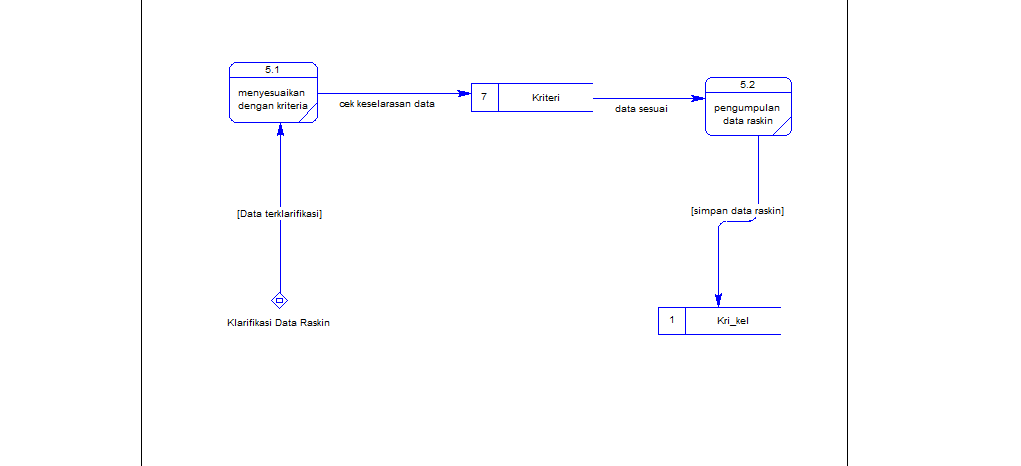 5.1
menyesuaikan
dengan kriteria
cek keselarasan data
7
Kriteri
data sesuai
5.2
pengumpulan
data raskin
[Data terklarifikasi]
[simpan data raskin]
Klarifikasi Data Raskin
1
Kri_kel